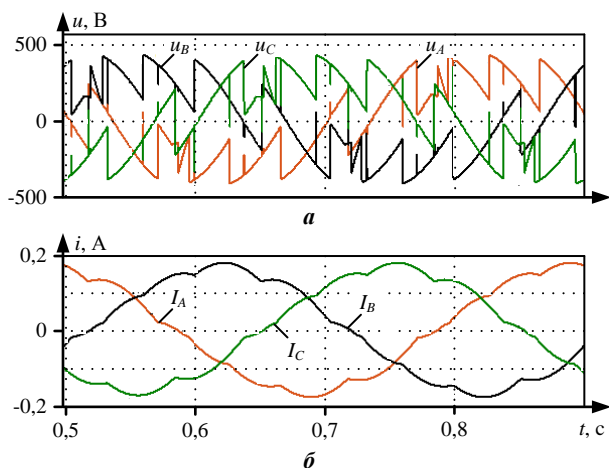 u, В
500
0
-500
u_B
u_C
u_A
а
i, А
0,2
0
-0,2
I_A
I_B
I_C
0,5
0,6
0,7
0,8
t, с
б